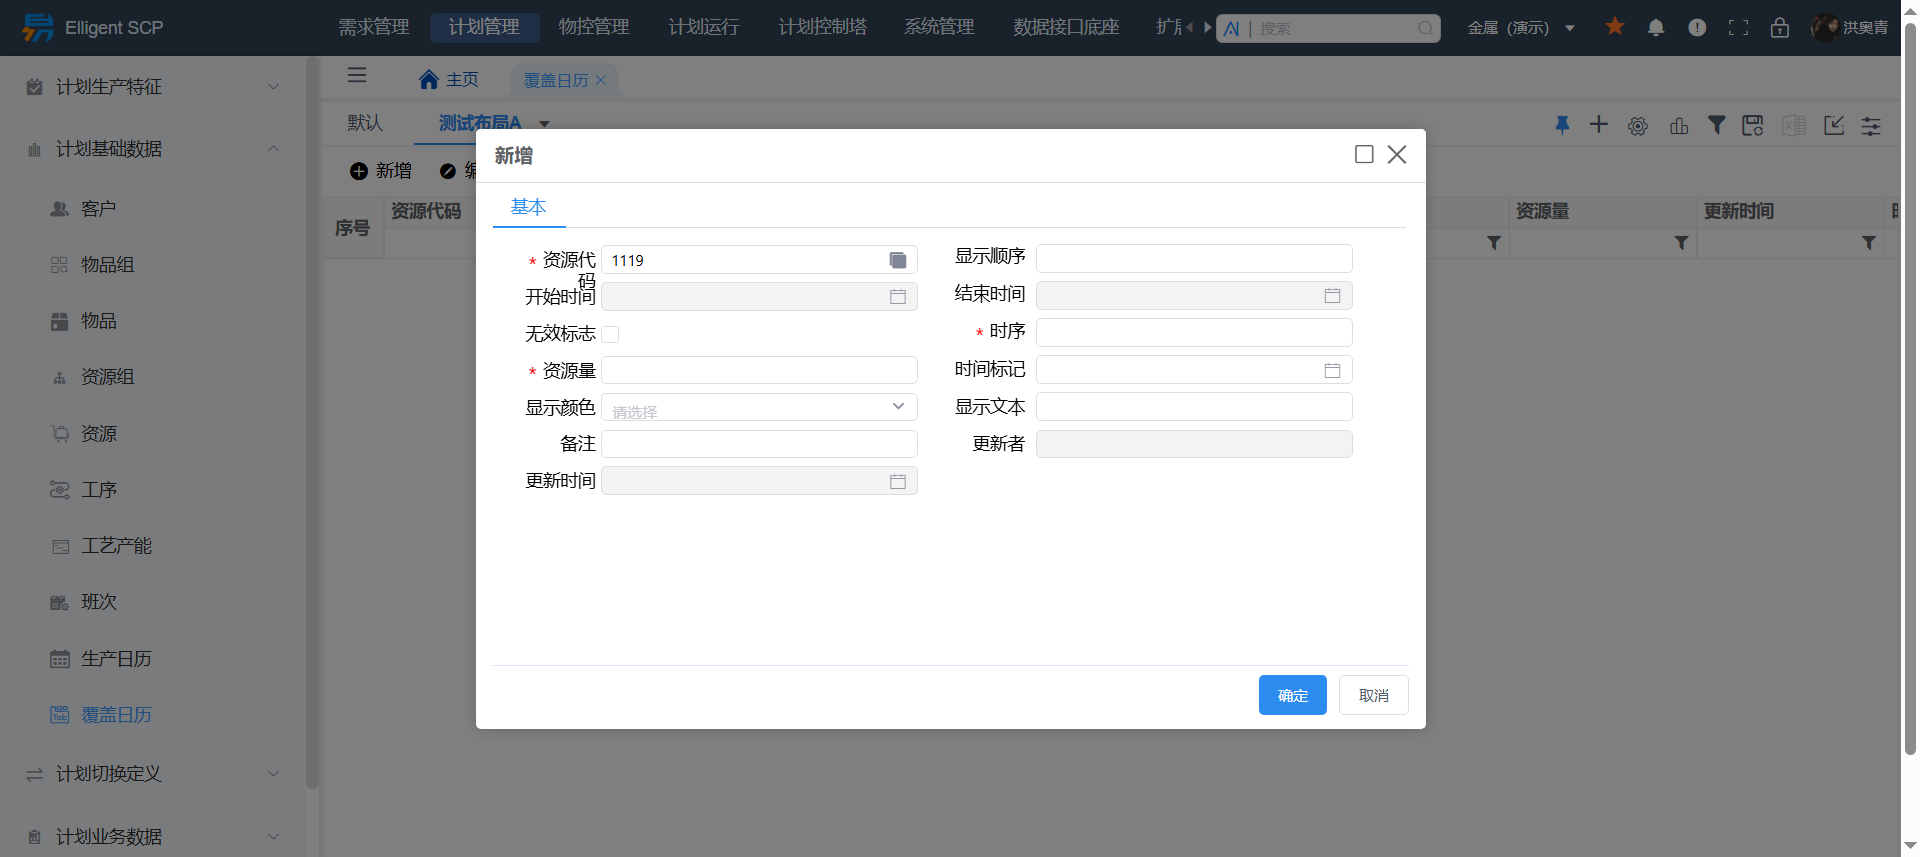 Elligent SCP
需求管理
计划管理
物控管理
计划运行
计划控制塔
系统管理
数据接口底座
AI | 搜索
金属 (演示)
洪奥青
计划生产特征
计划基础数据
客户
物品组
物品
资源组
资源
工序
工艺产能
班次
生产日历
Tab 覆盖日历
计划切换定义
计划业务数据
主页
覆盖日历
默认
测试布局A
新增
序号
资源代码
资源量
更新时间
新增
基本
* 资源代码 1119
显示顺序
开始时间
结束时间
无效标志
* 时序
* 资源量
时间标记
显示颜色 请选择
显示文本
备注
更新者
更新时间
确定
取消